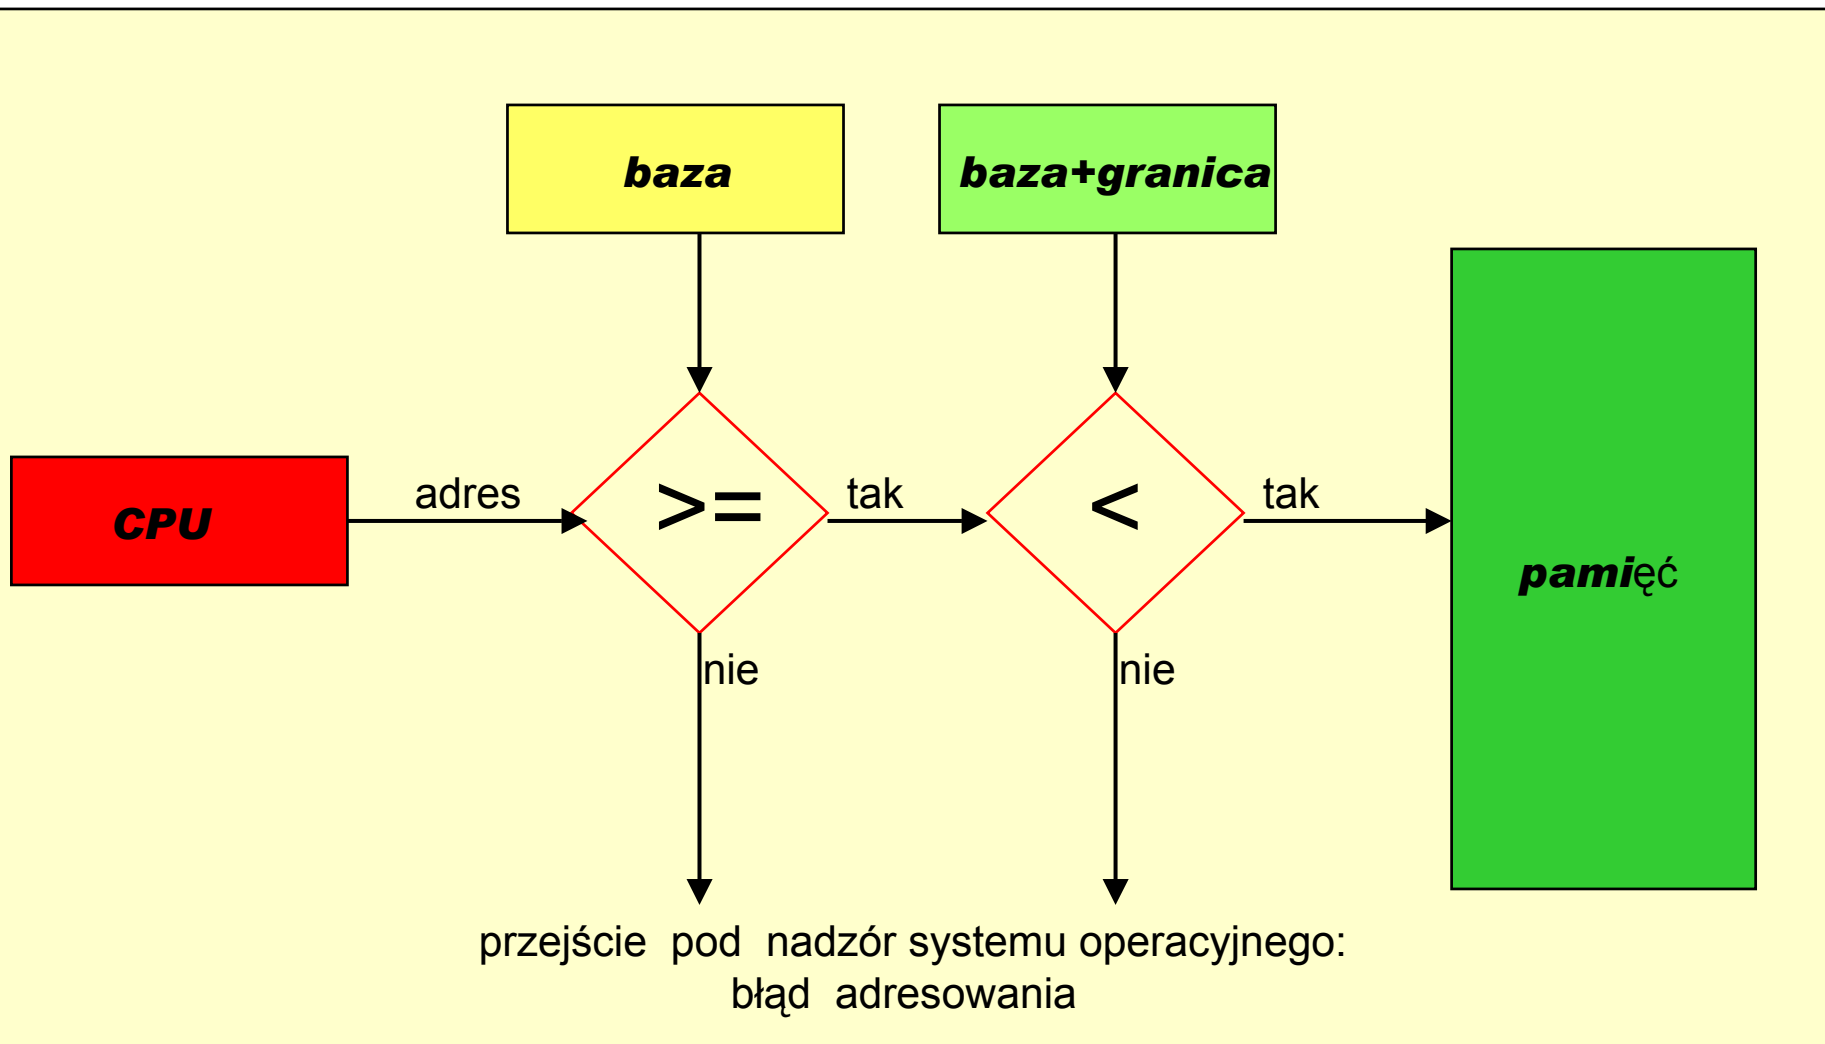 baza
baza+granica
CPU
adres
>=
tak
<
tak
pamięć
nie
nie
przejście pod nadzór systemu operacyjnego:
błąd adresowania